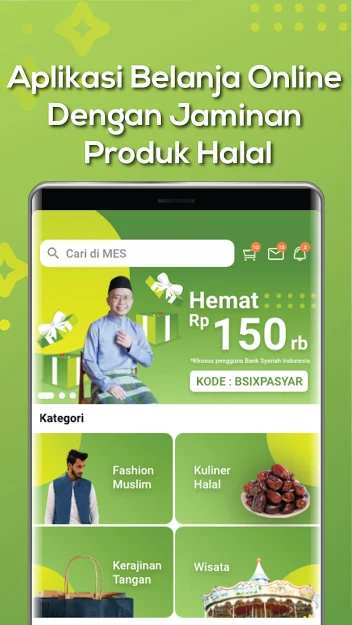 Aplikasi Belanja Online
Dengan Jaminan
Produk Halal
Cari di MES
Hemat
Rp 150 rb
*Khusus pengguna Bank Syariah Indonesia
KODE : BSIXPASYAR
Kategori
Fashion
Muslim
Kuliner
Halal
Kerajinan
Tangan
Wisata